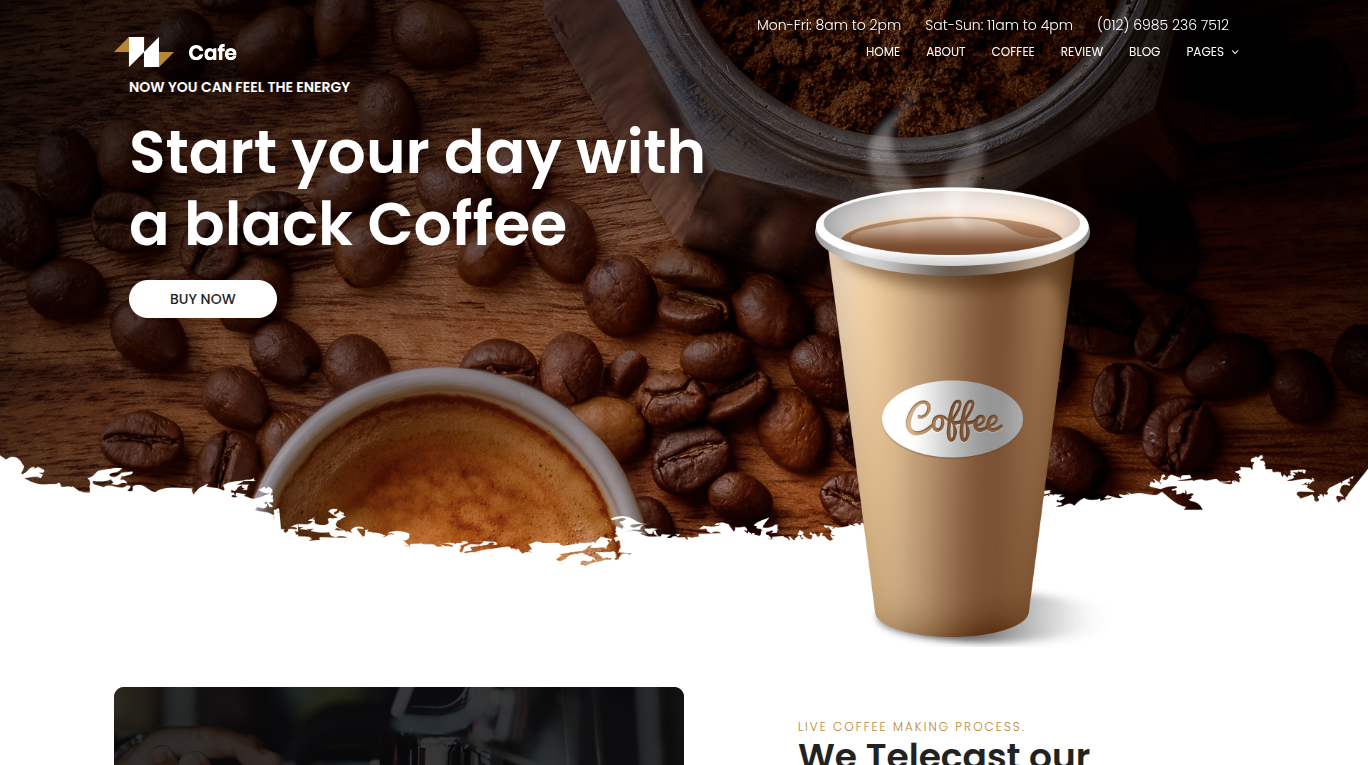 Mon-Fri: 8am to 2pm Sat-Sun: 11am to 4pm (012) 6985 236 7512
Cafe
HOME ABOUT COFFEE REVIEW BLOG PAGES
NOW YOU CAN FEEL THE ENERGY
Start your day with
a black Coffee
BUY NOW
Coffee
LIVE COFFEE MAKING PROCESS.
We Telecast our